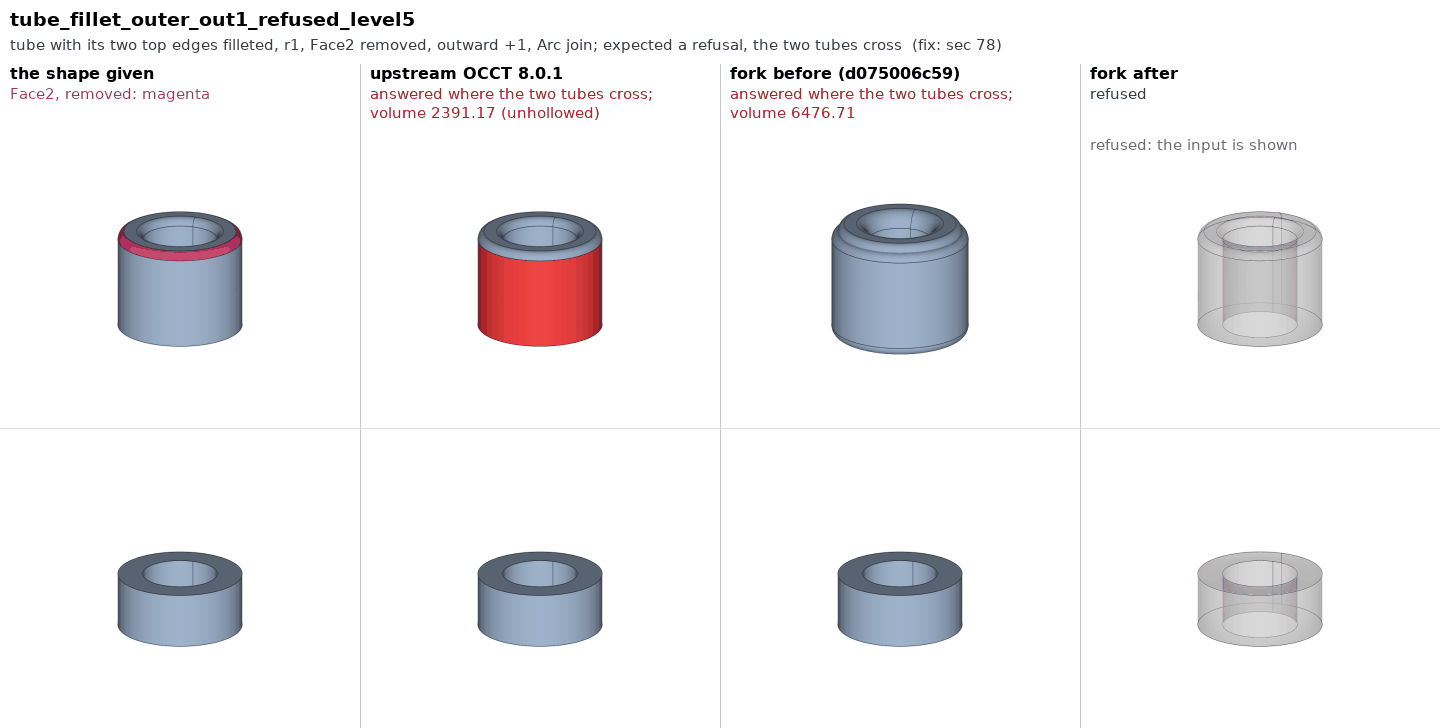 tube_fillet_outer_out1_refused_level5
tube with its two top edges filleted, r1, Face2 removed, outward +1, Arc join; expected a refusal, the two tubes cross  (fix: sec 78)
the shape given
Face2, removed: magenta
upstream OCCT 8.0.1
answered where the two tubes cross;
volume 2391.17 (unhollowed)
fork before (d075006c59)
answered where the two tubes cross;
volume 6476.71
fork after
refused
refused: the input is shown